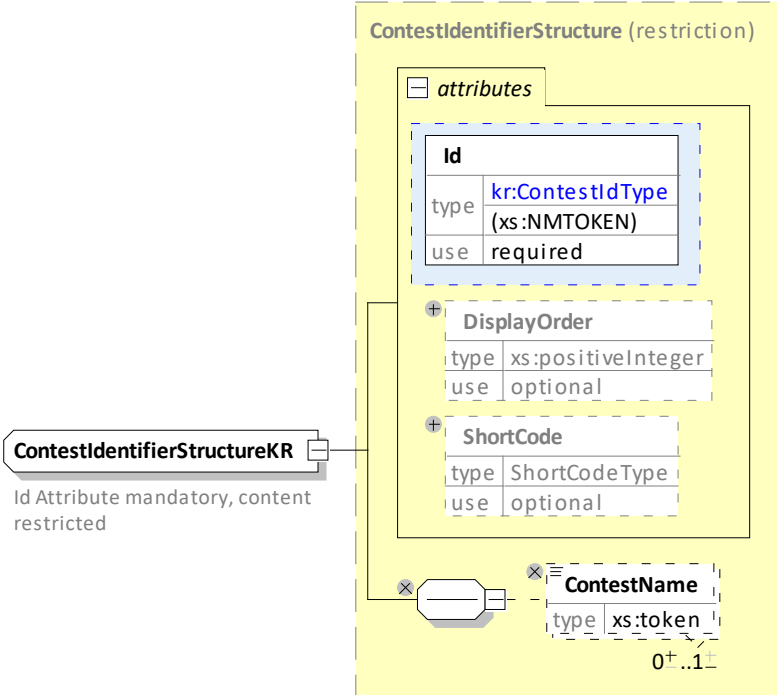 ContestIdentifierStructure (restriction)
attributes
Id
type kr:ContestIdType
(xs:NMTOKEN)
use required
DisplayOrder
type xs:positiveInteger
use optional
ContestIdentifierStructureKR
Id Attribute mandatory, content
restricted
ShortCode
type ShortCodeType
use optional
ContestName
type xs:token
0±..1±